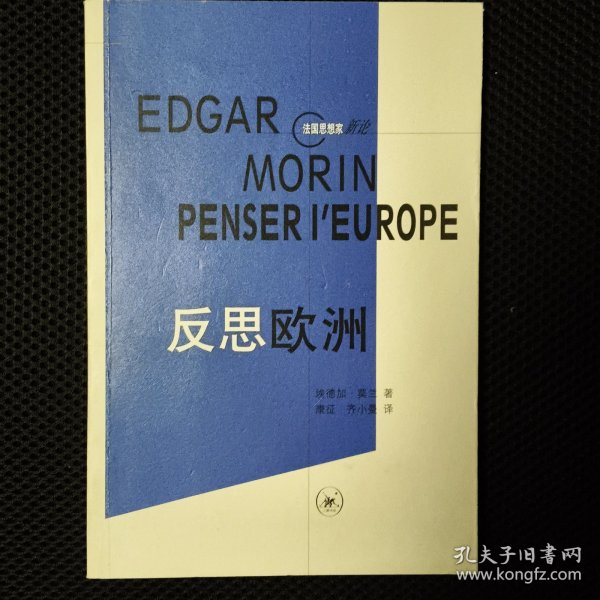 EDGAR
法国思想家新论
MORIN
PENSER l'EUROPE
反思欧洲
埃德加·莫兰 著
康征 齐小曼 译
孔夫子旧书网
www.kongfz.com